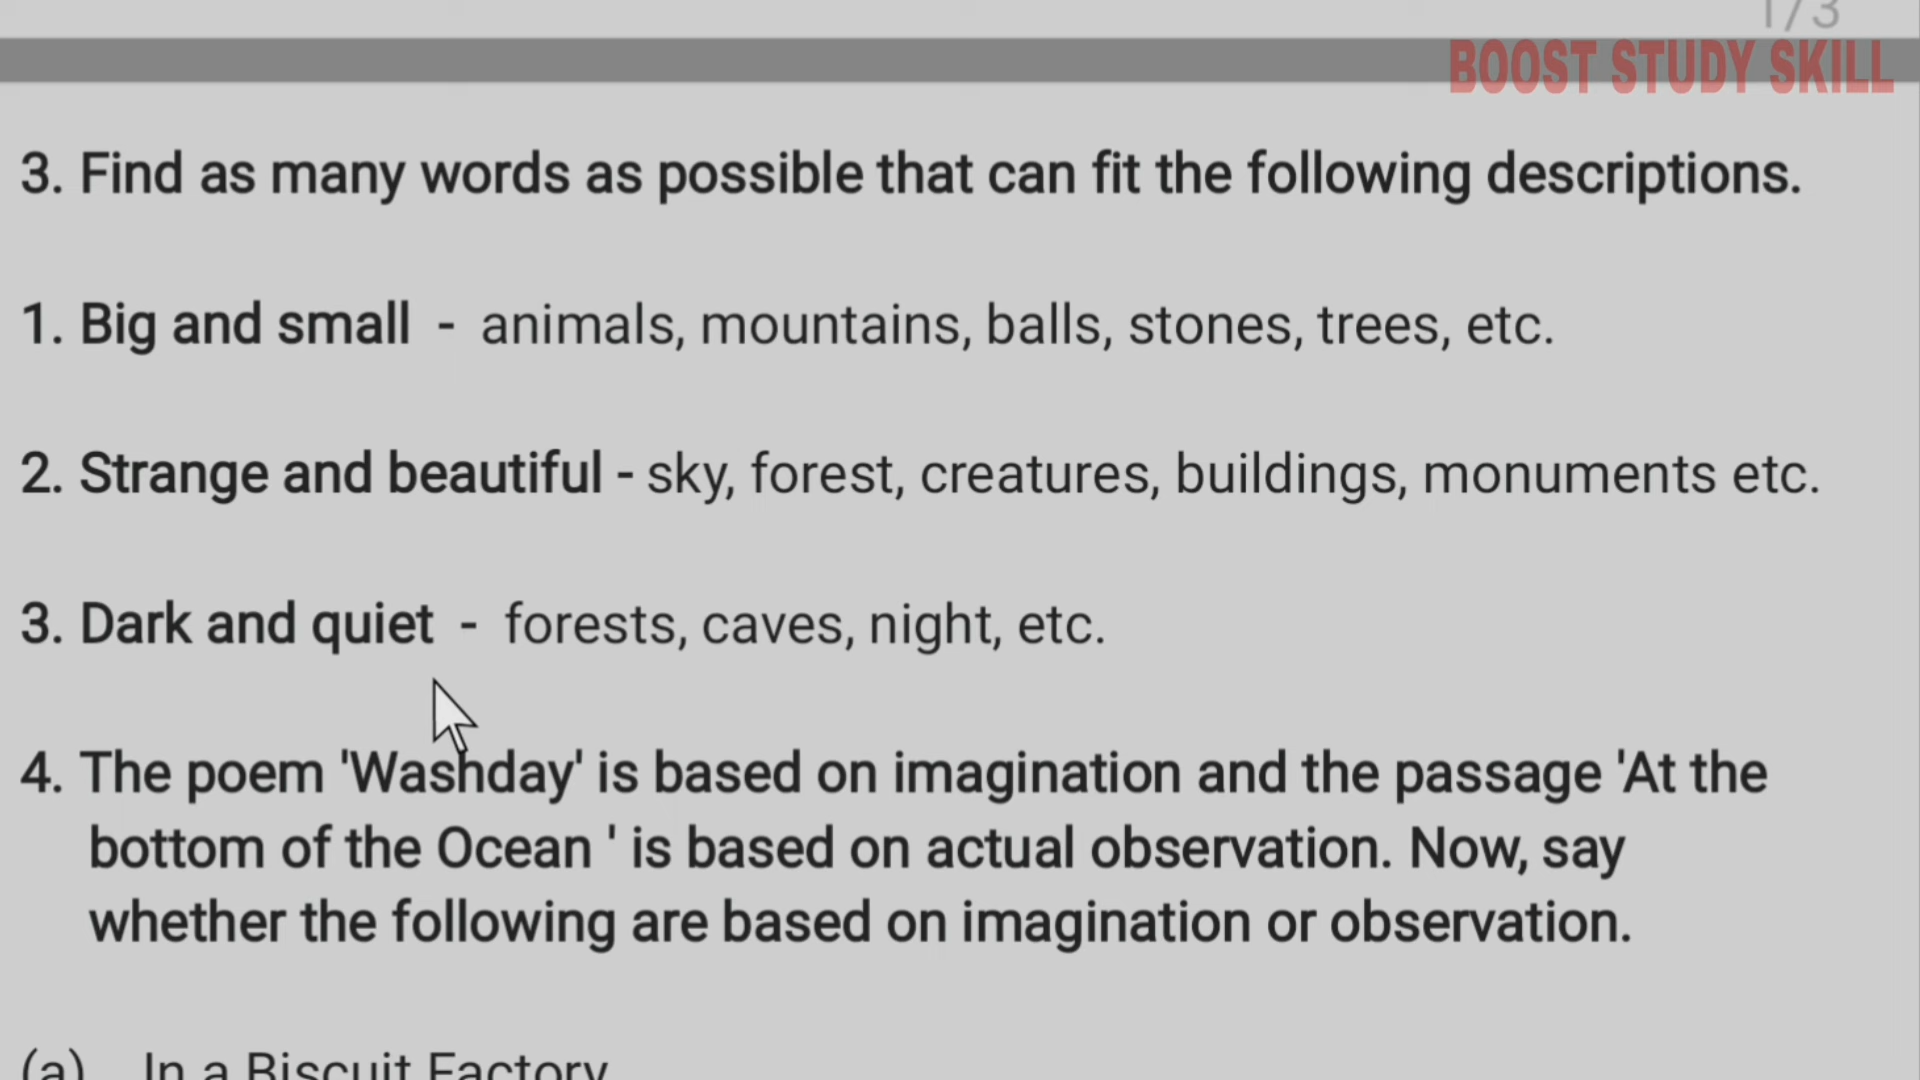 1/3
BOOST STUDY SKILL
3. Find as many words as possible that can fit the following descriptions.
1. Big and small - animals, mountains, balls, stones, trees, etc.
2. Strange and beautiful - sky, forest, creatures, buildings, monuments etc.
3. Dark and quiet - forests, caves, night, etc.
4. The poem 'Washday' is based on imagination and the passage 'At the
bottom of the Ocean ' is based on actual observation. Now, say
whether the following are based on imagination or observation.
(a) In a Biscuit Factory